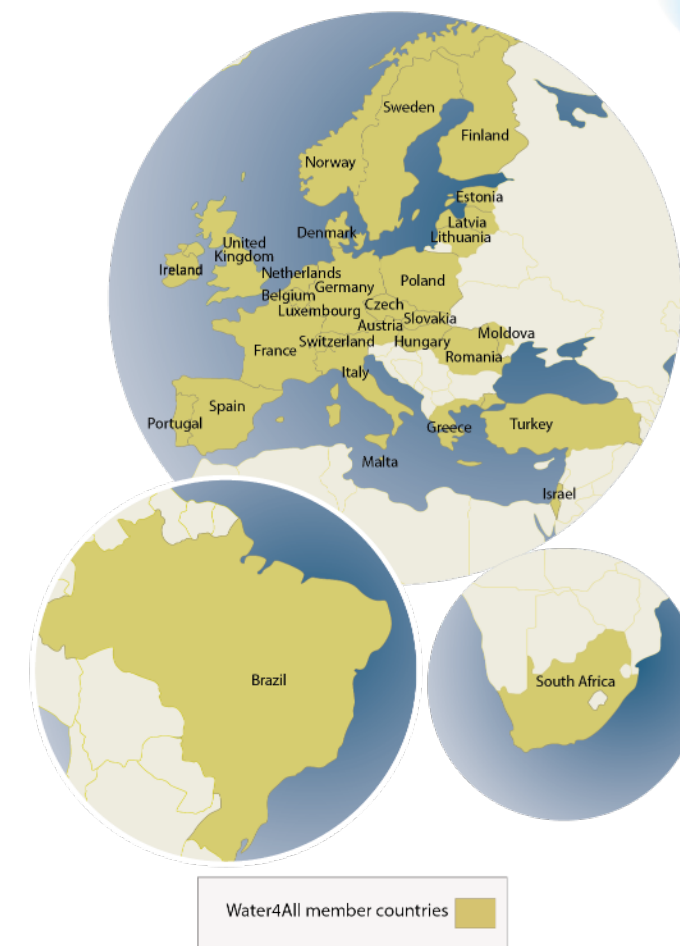 Sweden
Finland
Norway
Estonia
Latvia
Denmark
Lithuania
United
Kingdom
Ireland
Netherlands
Germany
Poland
Belgium
Czech
Luxembourg
Slovakia
Austria
Moldova
Switzerland
Hungary
France
Romania
Italy
Spain
Portugal
Greece
Turkey
Malta
Israel
Brazil
South Africa
Water4All member countries